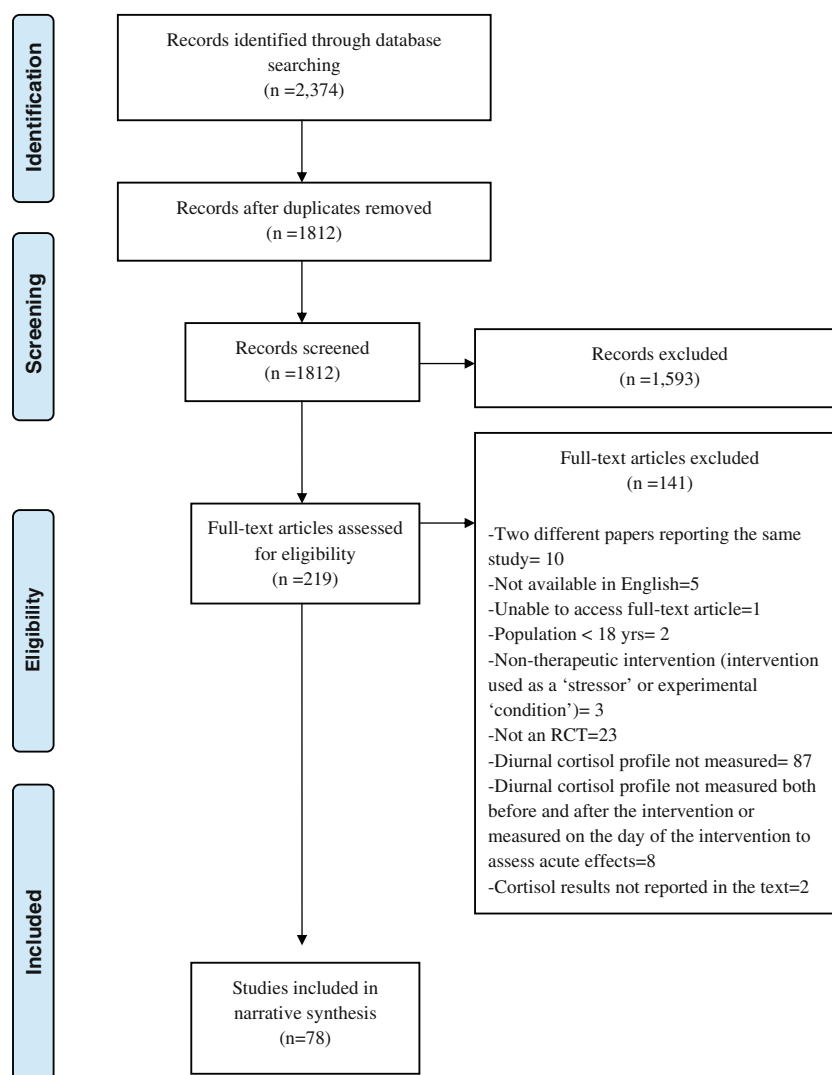 Identification
Records identified through database
searching
(n =2,374)
Records after duplicates removed
(n =1812)
Screening
Records screened
(n =1812)
Records excluded
(n =1,593)
Eligibility
Full-text articles assessed
for eligibility
(n =219)
Full-text articles excluded
(n =141)
-Two different papers reporting the same
study= 10
-Not available in English=5
-Unable to access full-text article=1
-Population < 18 yrs= 2
-Non-therapeutic intervention (intervention
used as a ‘stressor’ or experimental
‘condition’)= 3
-Not an RCT=23
-Diurnal cortisol profile not measured= 87
-Diurnal cortisol profile not measured both
before and after the intervention or
measured on the day of the intervention to
assess acute effects=8
-Cortisol results not reported in the text=2
Included
Studies included in
narrative synthesis
(n=78)